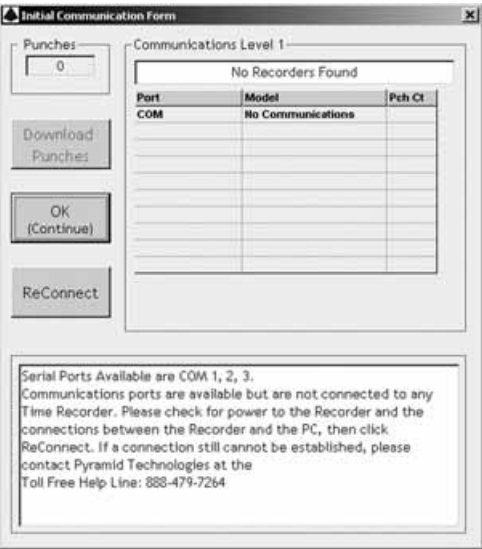 Initial Communication Form
Punches
0
Communications Level 1
No Recorders Found
Port Model Pch Ct
COM No Communications
Download
Punches
OK
(Continue)
ReConnect
Serial Ports Available are COM 1, 2, 3.
Communications ports are available but are not connected to any
Time Recorder. Please check for power to the Recorder and the
connections between the Recorder and the PC, then click
ReConnect. If a connection still cannot be established, please
contact Pyramid Technologies at the
Toll Free Help Line: 888-479-7264